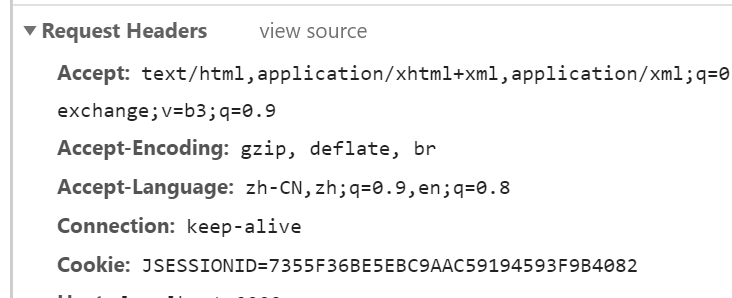 Request Headers view source
Accept: text/html,application/xhtml+xml,application/xml;q=0
exchange;v=b3;q=0.9
Accept-Encoding: gzip, deflate, br
Accept-Language: zh-CN,zh;q=0.9,en;q=0.8
Connection: keep-alive
Cookie: JSESSIONID=7355F36BE5EBC9AAC59194593F9B4082